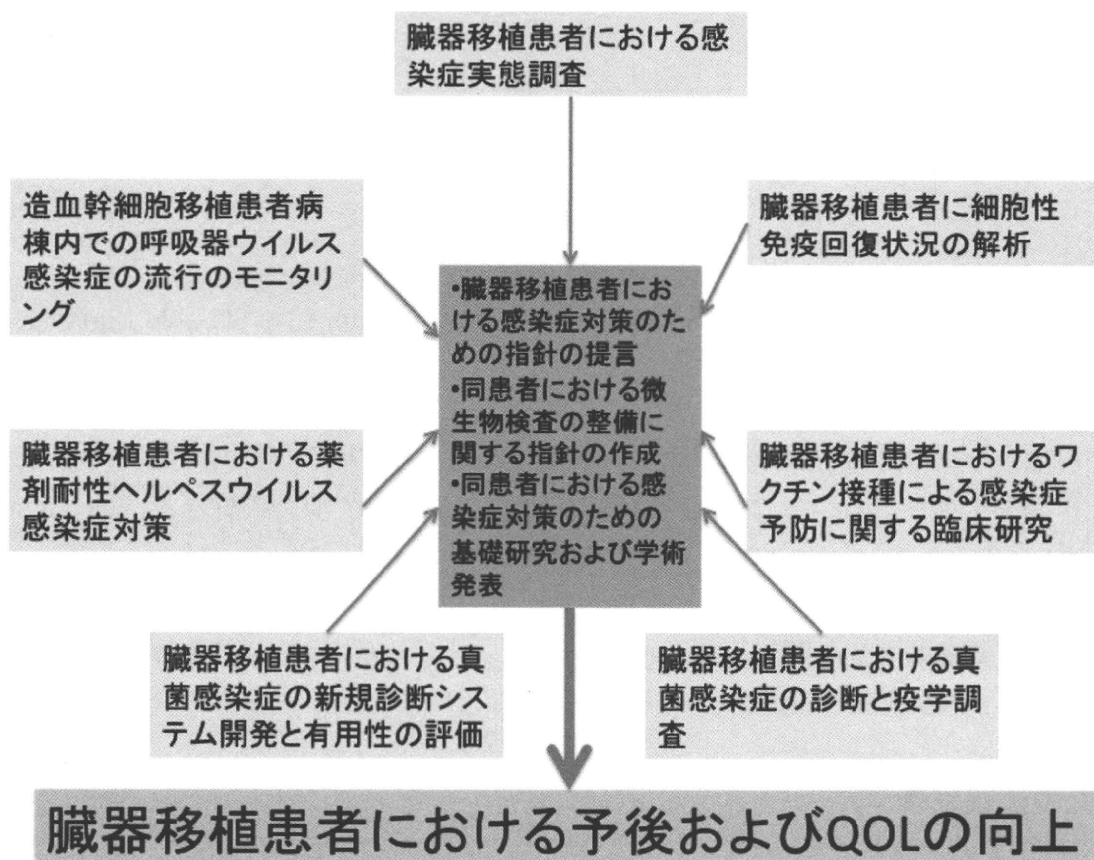 臓器移植患者における感
染症実態調査
造血幹細胞移植患者病
棟内での呼吸器ウイルス
感染症の流行のモニタリ
ング
臓器移植患者に細胞性
免疫回復状況の解析
•臓器移植患者にお
ける感染症対策のた
めの指針の提言
•同患者における微
生物検査の整備に
関する指針の作成
•同患者における感
染症対策のための
基礎研究および学術
発表
臓器移植患者における薬
剤耐性ヘルペスウイルス
感染症対策
臓器移植患者におけるワ
クチン接種による感染症
予防に関する臨床研究
臓器移植患者における真
菌感染症の新規診断シス
テム開発と有用性の評価
臓器移植患者における真
菌感染症の診断と疫学調
査
臓器移植患者における予後およびQOLの向上